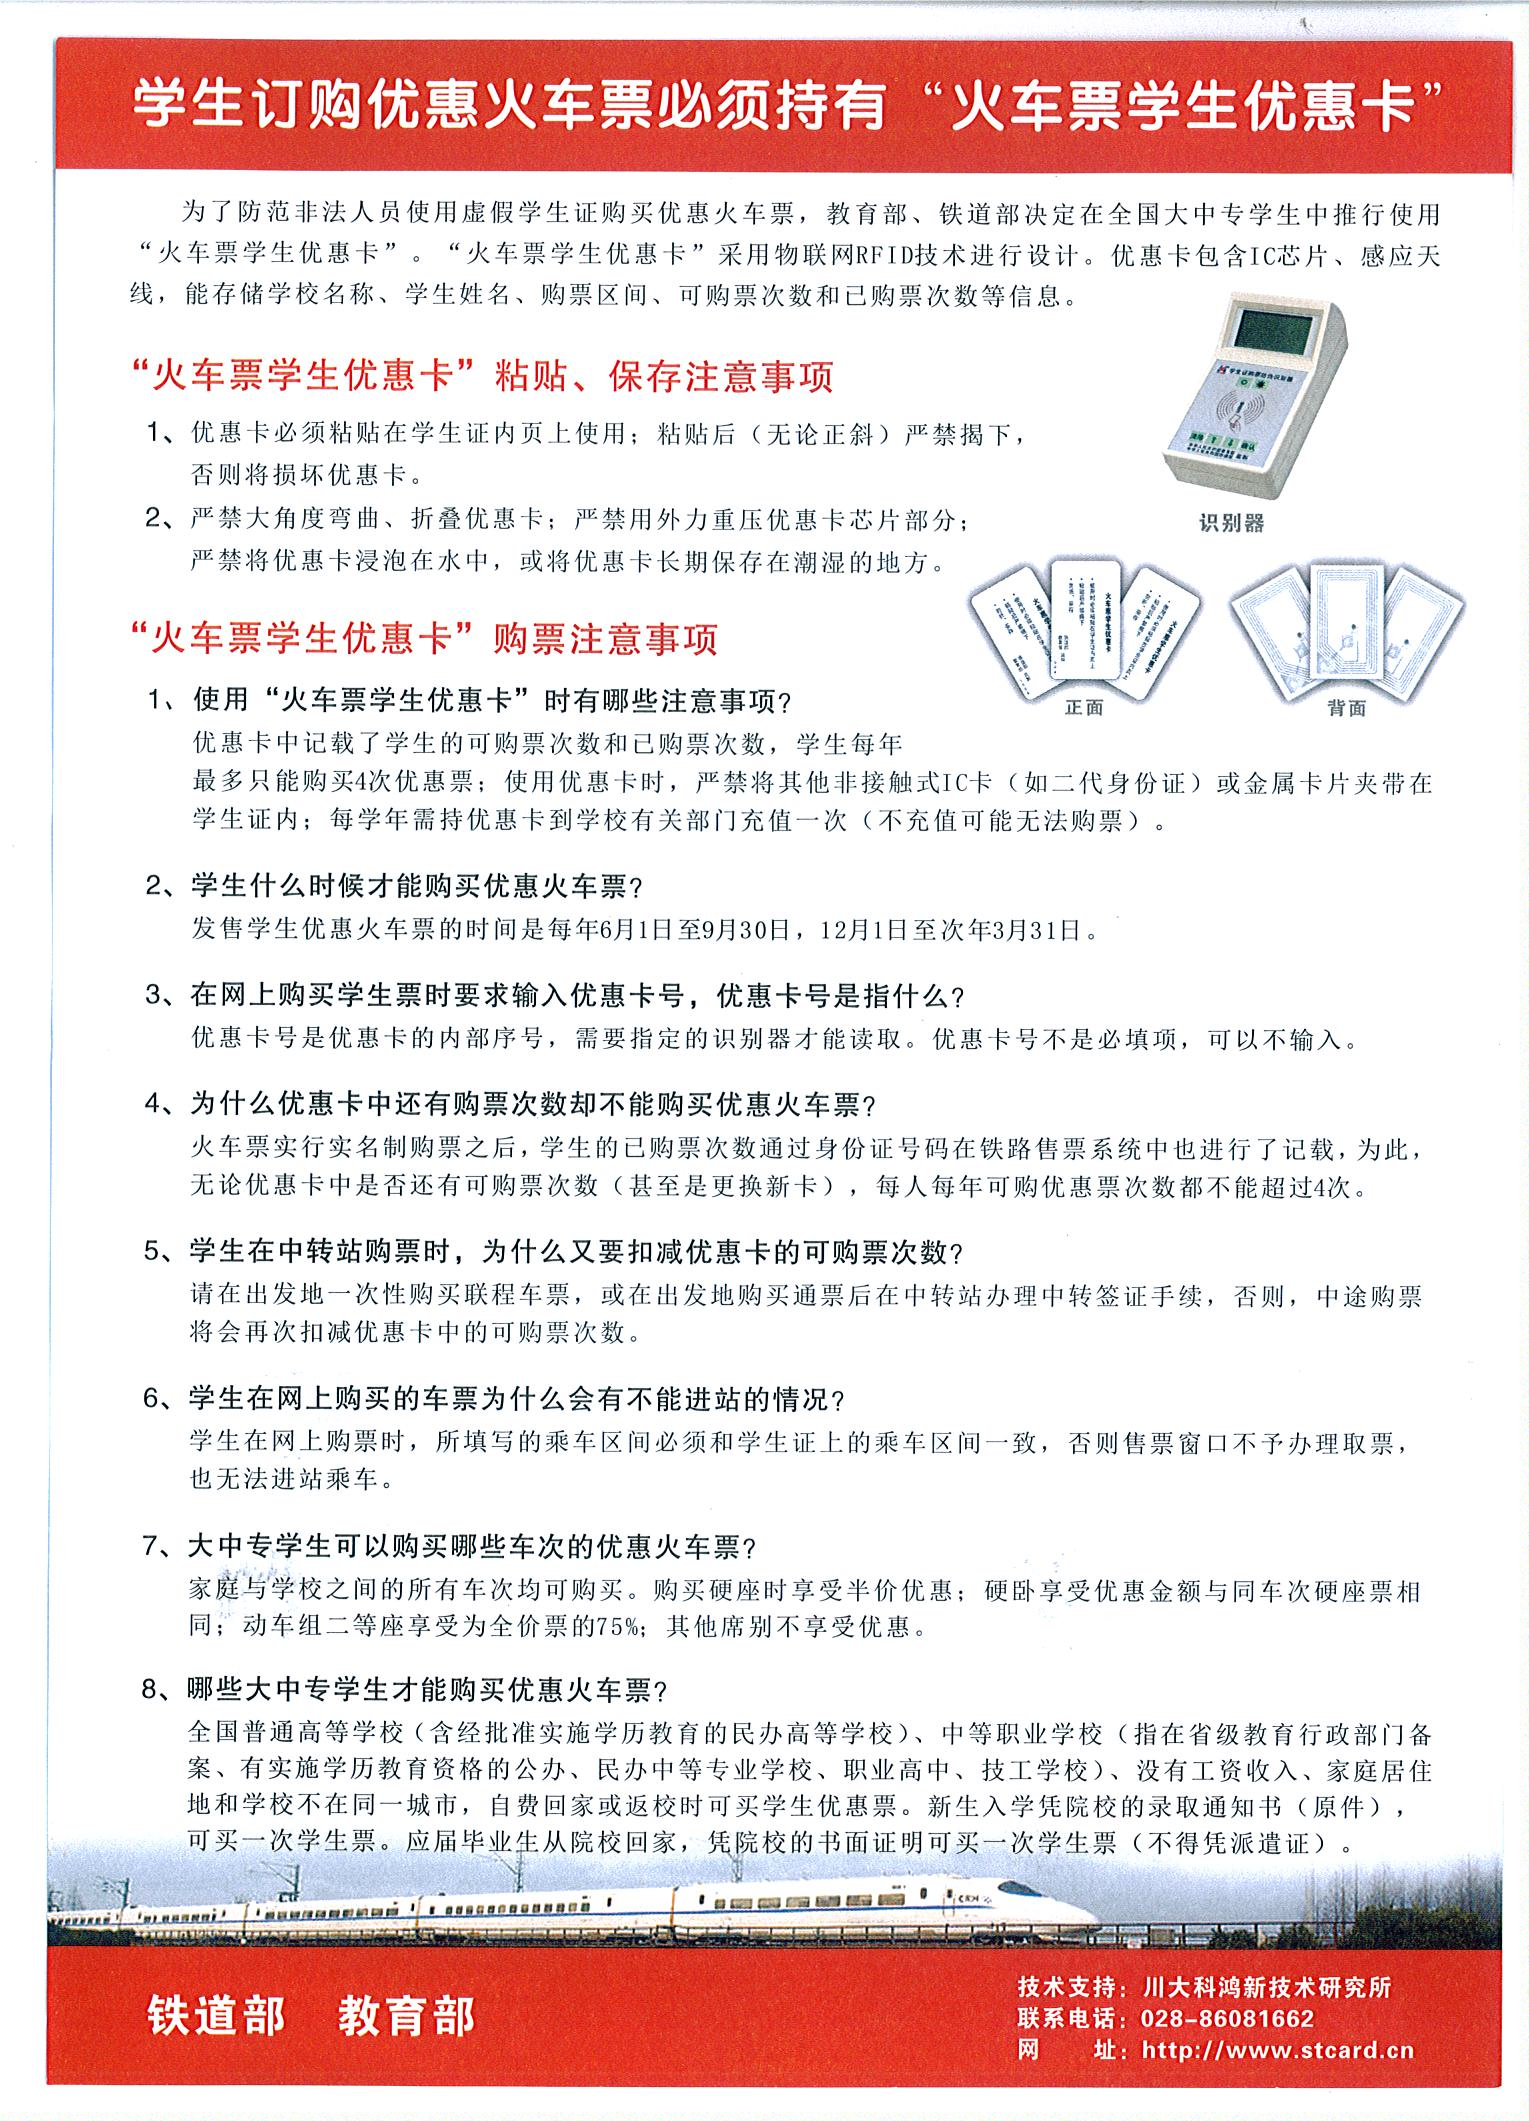 学生订购优惠火车票必须持有“火车票学生优惠卡”
为了防范非法人员使用虚假学生证购买优惠火车票，教育部、铁道部决定在全国大中专学生中推行使用
“火车票学生优惠卡”。“火车票学生优惠卡”采用物联网RFID技术进行设计。优惠卡包含IC芯片、感应天
线，能存储学校名称、学生姓名、购票区间、可购票次数和已购票次数等信息。
“火车票学生优惠卡”粘贴、保存注意事项
1、优惠卡必须粘贴在学生证内页上使用；粘贴后（无论正斜）严禁揭下，
否则将损坏优惠卡。
2、严禁大角度弯曲、折叠优惠卡；严禁用外力重压优惠卡芯片部分；
严禁将优惠卡浸泡在水中，或将优惠卡长期保存在潮湿的地方。
识别器
正面
背面
“火车票学生优惠卡”购票注意事项
1、使用“火车票学生优惠卡”时有哪些注意事项？
优惠卡中记载了学生的可购票次数和已购票次数，学生每年
最多只能购买4次优惠票；使用优惠卡时，严禁将其他非接触式IC卡（如二代身份证）或金属卡片夹带在
学生证内；每学年需持优惠卡到学校有关部门充值一次（不充值可能无法购票）。
2、学生什么时候才能购买优惠火车票？
发售学生优惠火车票的时间是每年6月1日至9月30日，12月1日至次年3月31日。
3、在网上购买学生票时要求输入优惠卡号，优惠卡号是指什么？
优惠卡号是优惠卡的内部序号，需要指定的识别器才能读取。优惠卡号不是必填项，可以不输入。
4、为什么优惠卡中还有购票次数却不能购买优惠火车票？
火车票实行实名制购票之后，学生的已购票次数通过身份证号码在铁路售票系统中也进行了记载，为此，
无论优惠卡中是否还有可购票次数（甚至是更换新卡），每人每年可购优惠票次数都不能超过4次。
5、学生在中转站购票时，为什么又要扣减优惠卡的可购票次数？
请在出发地一次性购买联程车票，或在出发地购买通票后在中转站办理中转签证手续，否则，中途购票
将会再次扣减优惠卡中的可购票次数。
6、学生在网上购买的车票为什么会有不能进站的情况？
学生在网上购票时，所填写的乘车区间必须和学生证上的乘车区间一致，否则售票窗口不予办理取票，
也无法进站乘车。
7、大中专学生可以购买哪些车次的优惠火车票？
家庭与学校之间的所有车次均可购买。购买硬座时享受半价优惠；硬卧享受优惠金额与同车次硬座票相
同；动车组二等座享受为全价票的75%；其他席别不享受优惠。
8、哪些大中专学生才能购买优惠火车票？
全国普通高等学校（含经批准实施学历教育的民办高等学校）、中等职业学校（指在省级教育行政部门备
案、有实施学历教育资格的公办、民办中等专业学校、职业高中、技工学校）、没有工资收入、家庭居住
地和学校不在同一城市，自费回家或返校时可买学生优惠票。新生入学凭院校的录取通知书（原件），
可买一次学生票。应届毕业生从院校回家，凭院校的书面证明可买一次学生票（不得凭派遣证）。
铁道部 教育部
技术支持：川大科鸿新技术研究所
联系电话：028-86081662
网 址：http://www.stcard.cn